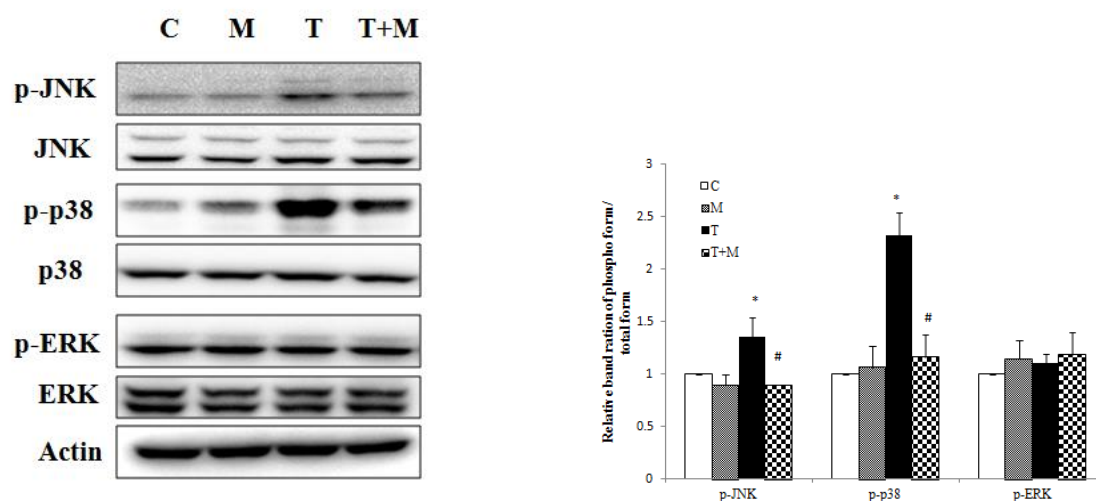 C M T T+M
p-JNK
JNK
p-p38
p38
p-ERK
ERK
Actin
Relative band ration of phospho form/
total form
3
2.5
2
1.5
1
0.5
0
C
M
T
T+M
*
#
*
#
p-JNK p-p38 p-ERK